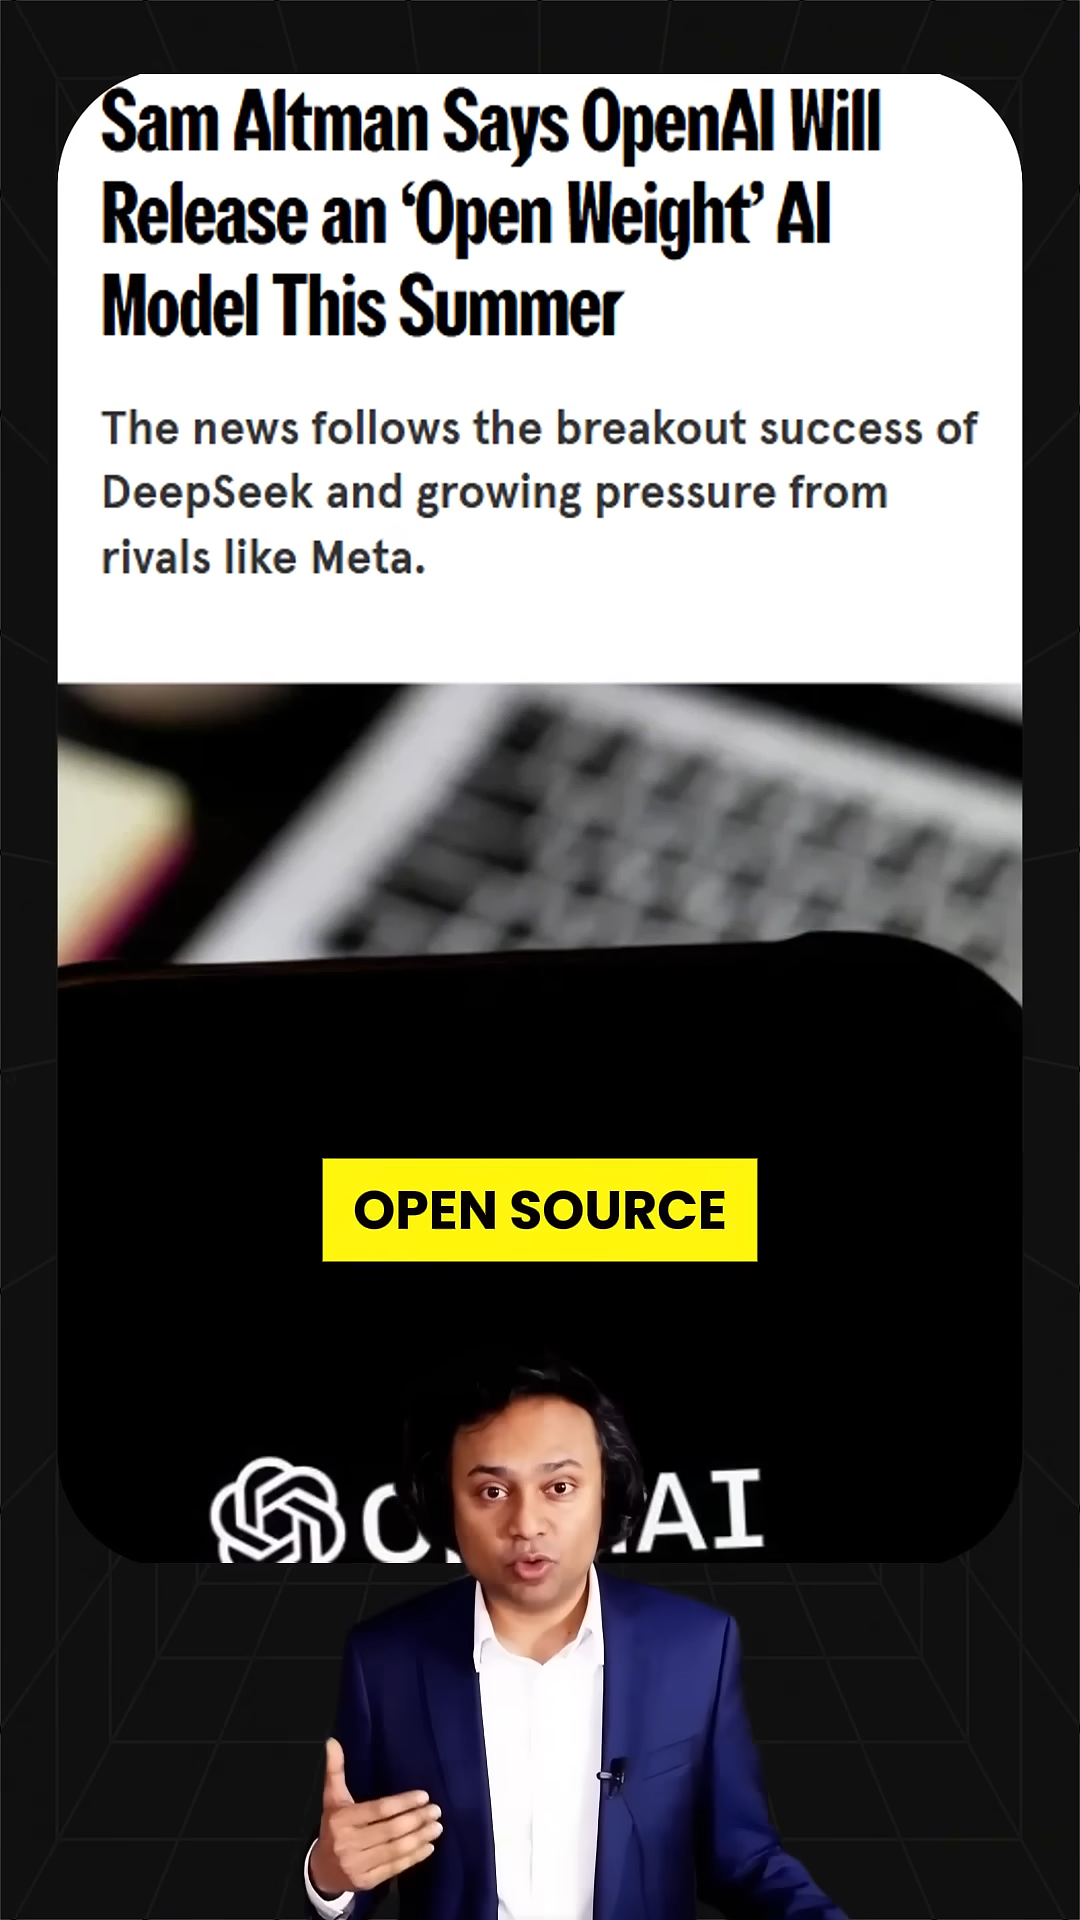 Sam Altman Says OpenAI Will
Release an ‘Open Weight’ AI
Model This Summer
The news follows the breakout success of
DeepSeek and growing pressure from
rivals like Meta.
OPEN SOURCE